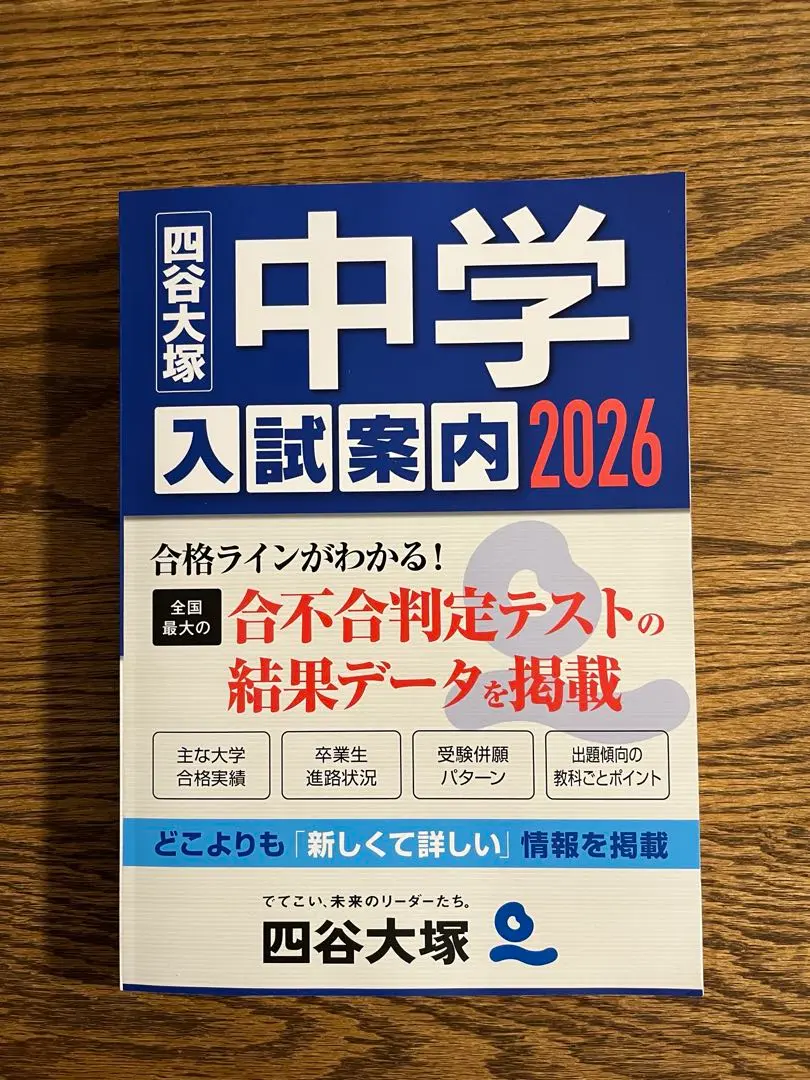 四谷大塚
中学
入試案内2026
合格ラインがわかる!
全国
最大の
合不合判定テストの
結果データを掲載
主な大学
合格実績
卒業生
進路状況
受験併願
パターン
出題傾向の
教科ごとポイント
どこよりも「新しくて詳しい」情報を掲載
でてこい、未来のリーダーたち。
四谷大塚